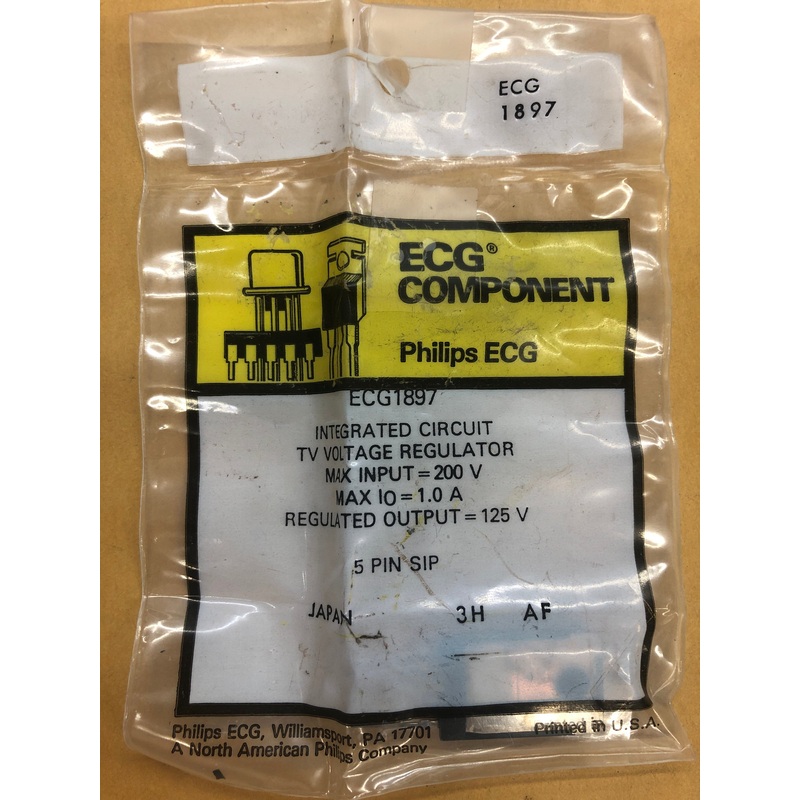 ECG
1897
ECG®
COMPONENT
Philips ECG
ECG1897
INTEGRATED CIRCUIT
TV VOLTAGE REGULATOR
MAX INPUT = 200 V
MAX IO = 1.0 A
REGULATED OUTPUT = 125 V
5 PIN SIP
JAPAN 3H AF
Philips ECG, Williamsport, PA 17701
A North American Philips Company
Printed in U.S.A.